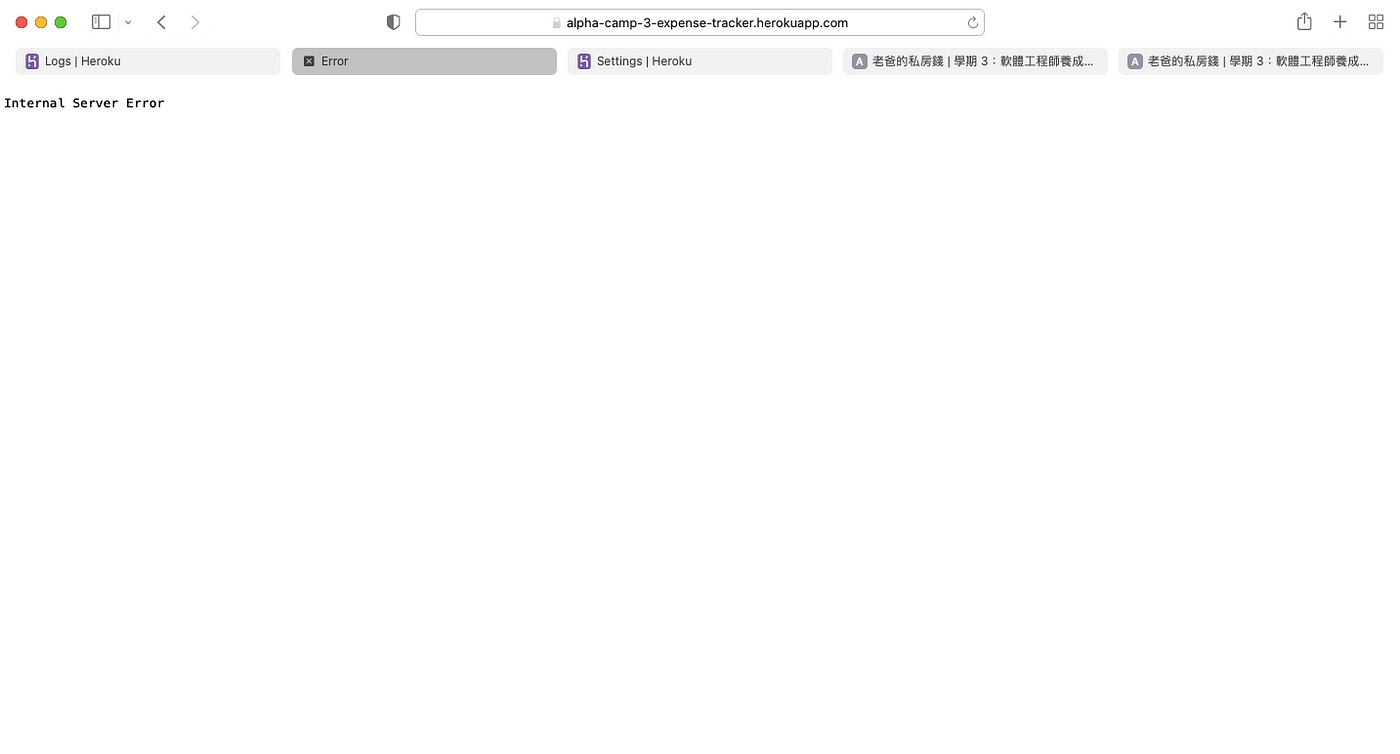 alpha-camp-3-expense-tracker.herokuapp.com
Logs | Heroku
Error
Settings | Heroku
A
老爸的私房錢 | 學期 3：軟體工程師養成...
A
老爸的私房錢 | 學期 3：軟體工程師養成...
Internal Server Error